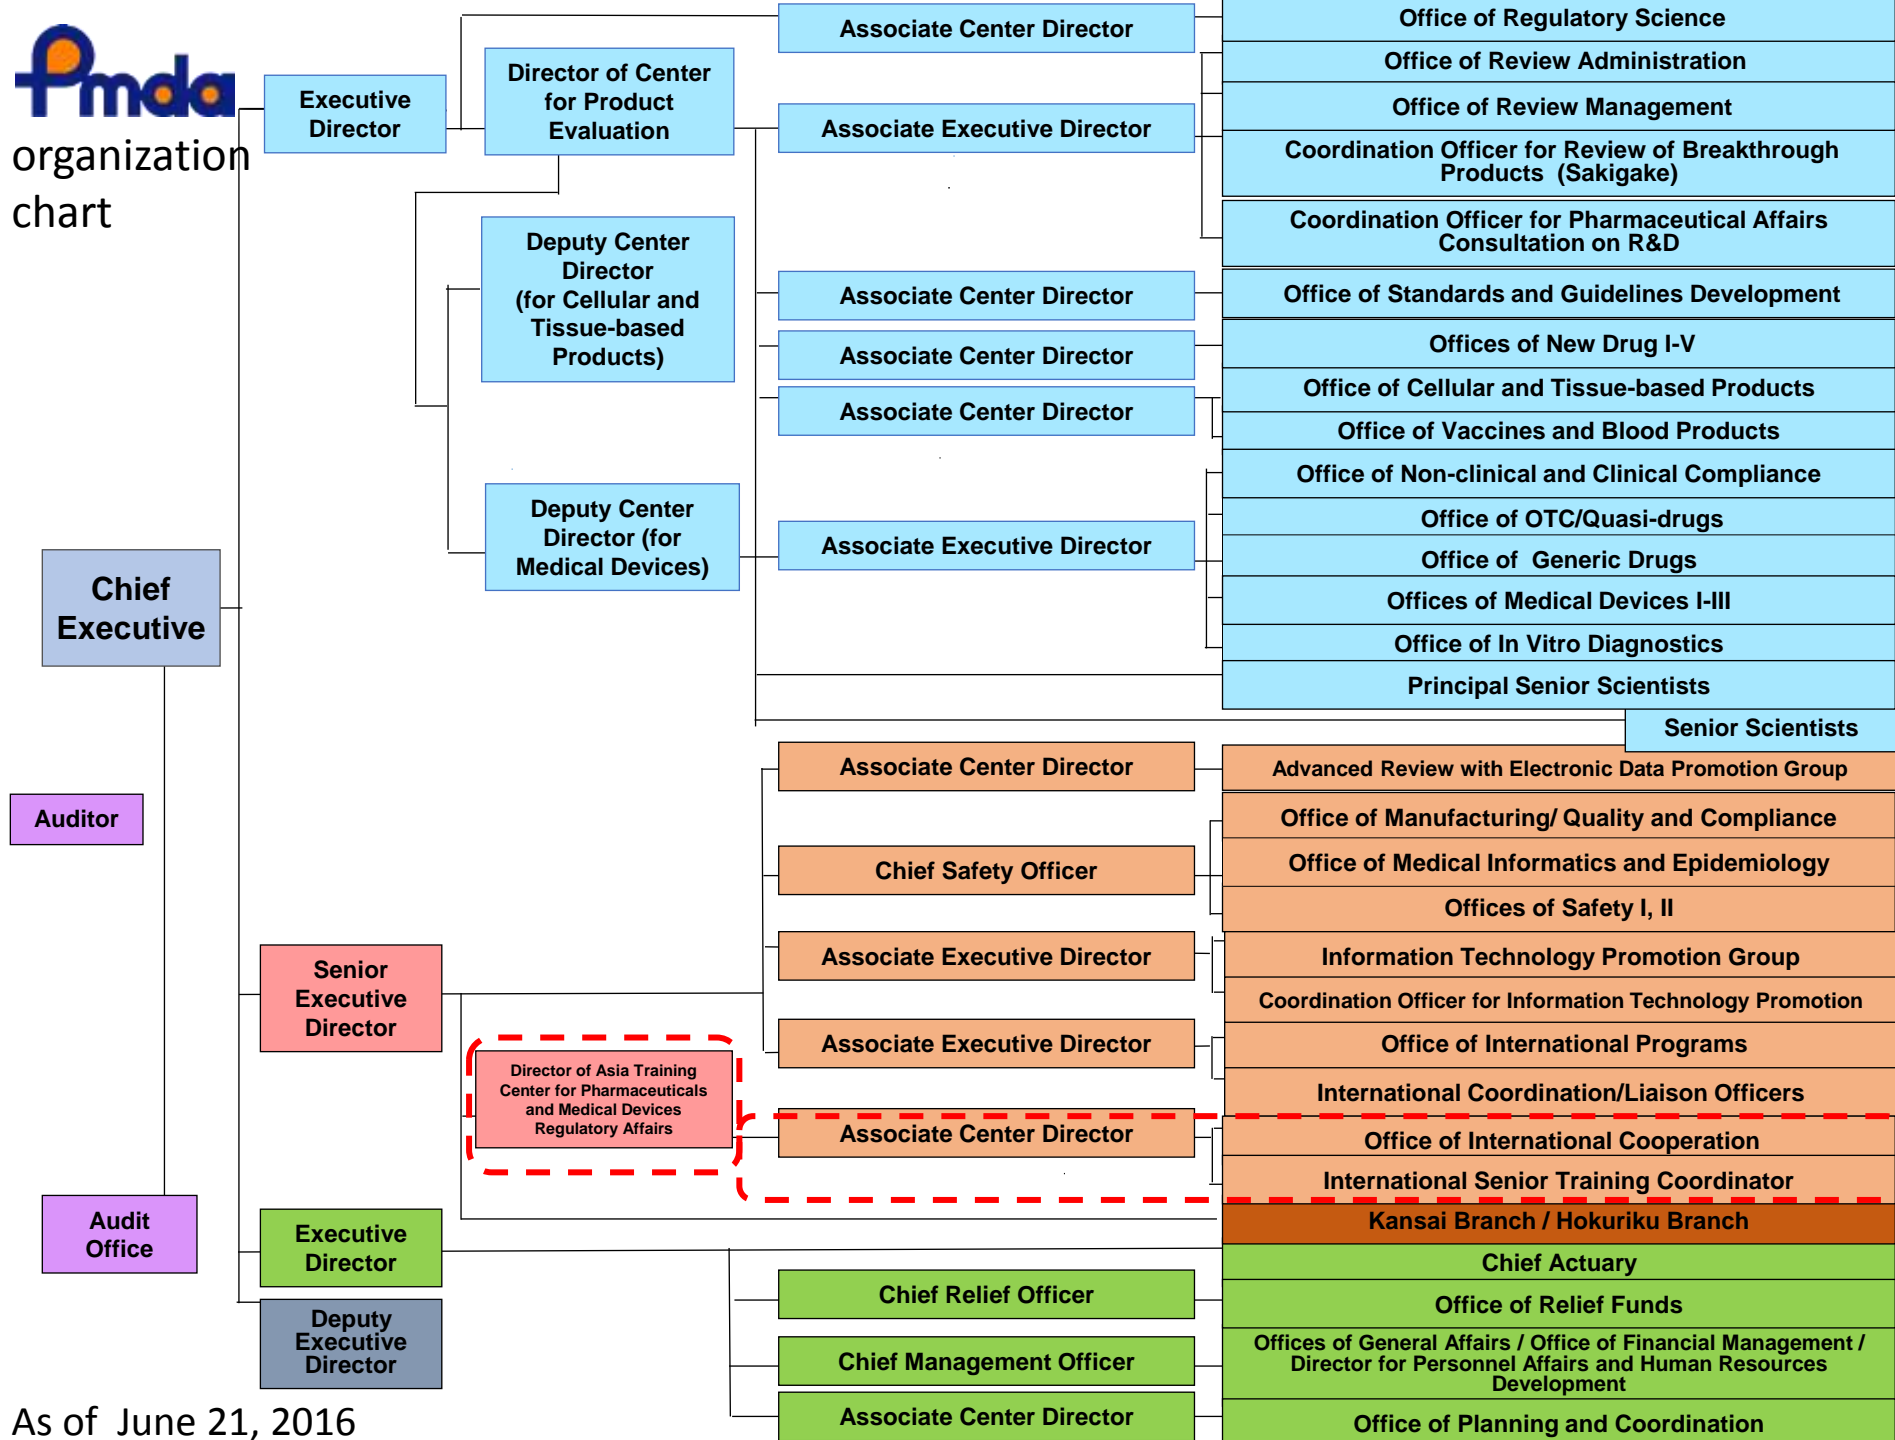 Pmda
organization
chart
Chief
Executive
Auditor
Audit
Office
As of June 21, 2016
Executive
Director
Senior
Executive
Director
Executive
Director
Deputy
Executive
Director
Director of Center
for Product
Evaluation
Deputy Center
Director
(for Cellular and
Tissue-based
Products)
Deputy Center
Director (for
Medical Devices)
Director of Asia Training
Center for Pharmaceuticals
and Medical Devices
Regulatory Affairs
Associate Center Director
Associate Executive Director
Associate Center Director
Associate Center Director
Associate Center Director
Associate Executive Director
Associate Center Director
Chief Safety Officer
Associate Executive Director
Associate Executive Director
Associate Center Director
Chief Relief Officer
Chief Management Officer
Associate Center Director
Office of Regulatory Science
Office of Review Administration
Office of Review Management
Coordination Officer for Review of Breakthrough
Products (Sakigake)
Coordination Officer for Pharmaceutical Affairs
Consultation on R&D
Office of Standards and Guidelines Development
Offices of New Drug I-V
Office of Cellular and Tissue-based Products
Office of Vaccines and Blood Products
Office of Non-clinical and Clinical Compliance
Office of OTC/Quasi-drugs
Office of Generic Drugs
Offices of Medical Devices I-III
Office of In Vitro Diagnostics
Principal Senior Scientists
Senior Scientists
Advanced Review with Electronic Data Promotion Group
Office of Manufacturing/ Quality and Compliance
Office of Medical Informatics and Epidemiology
Offices of Safety I, II
Information Technology Promotion Group
Coordination Officer for Information Technology Promotion
Office of International Programs
International Coordination/Liaison Officers
Office of International Cooperation
International Senior Training Coordinator
Kansai Branch / Hokuriku Branch
Chief Actuary
Office of Relief Funds
Offices of General Affairs / Office of Financial Management /
Director for Personnel Affairs and Human Resources
Development
Office of Planning and Coordination